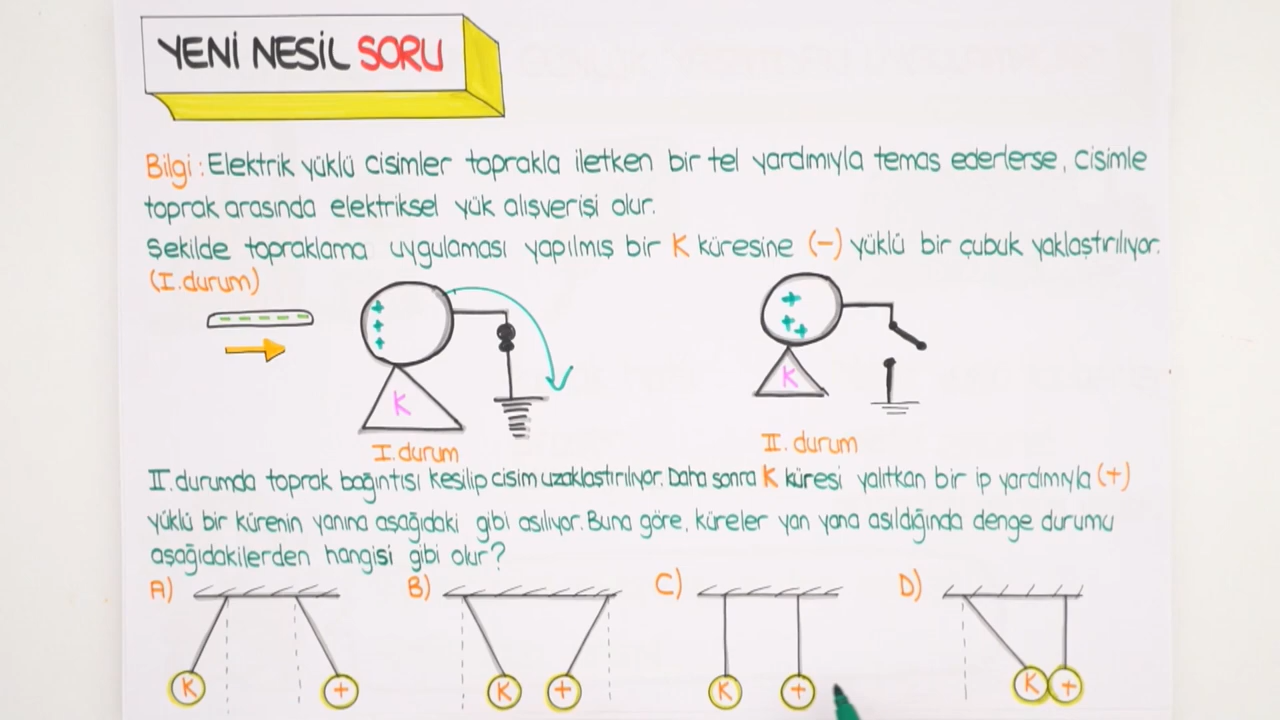 YENİ NESİL SORU
Bilgi: Elektrik yüklü cisimler toprakla iletken bir tel yardımıyla temas ederlerse, cisimle
toprak arasında elektriksel yük alışverişi olur.
Şekilde topraklama uygulaması yapılmış bir K küresine (-) yüklü bir çubuk yaklaştırılıyor.
(I.durum)
- - - -
+ + +
+ + +
K
K
I.durum
II. durum
II.durumda toprak bağıntısı kesilip cisim uzaklaştırılıyor. Daha sonra K küresi yalıtkan bir ip yardımıyla (+)
yüklü bir kürenin yanına aşağıdaki gibi asılıyor. Buna göre, küreler yan yana asıldığında denge durumu
aşağıdakilerden hangisi gibi olur?
A) B) C) D)
K + K + K + K +